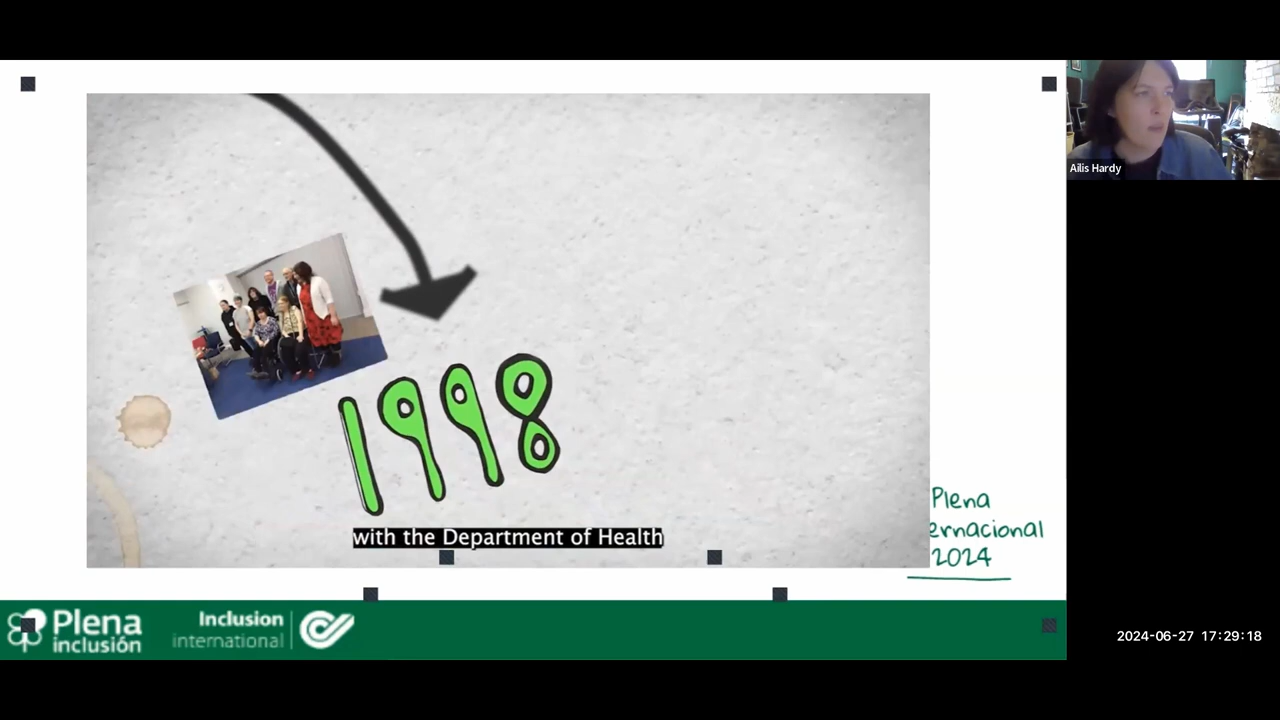 Ailis Hardy
1998
with the Department of Health
Plena
ernacional
2024
Plena
inclusión
Inclusion
international
2024-06-27 17:29:18